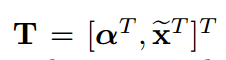 T = [α^T, x̃^T]^T